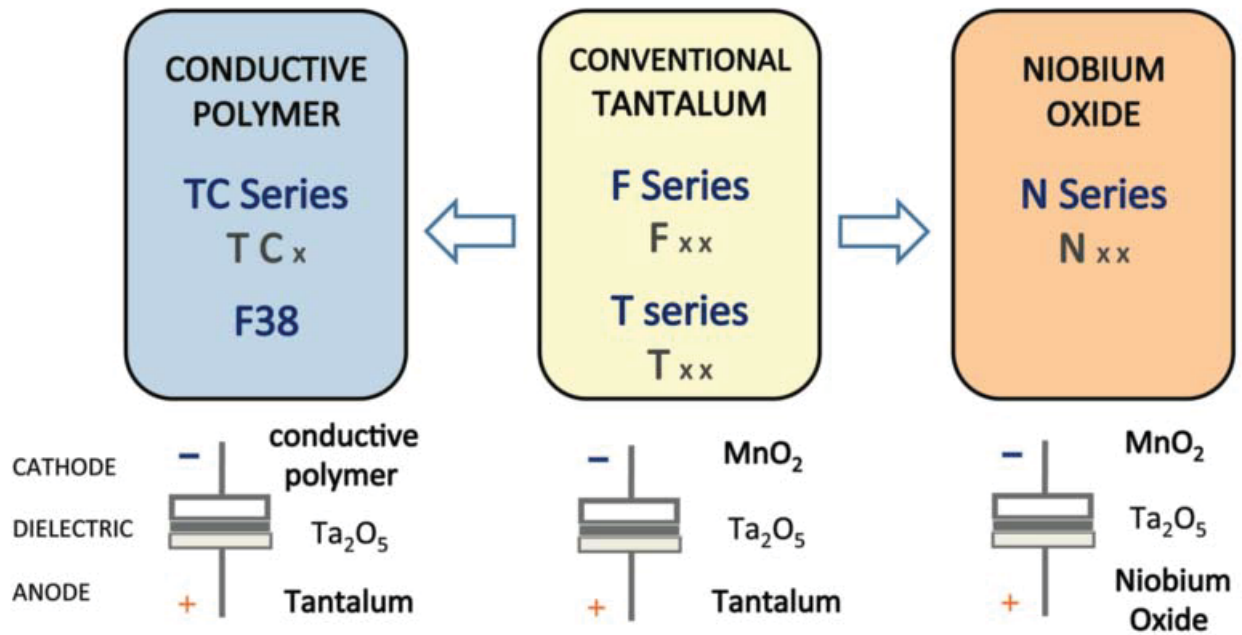 CONDUCTIVE
POLYMER
TC Series
T C x
F38
CONVENTIONAL
TANTALUM
F Series
F x x
T series
T x x
NIOBIUM
OXIDE
N Series
N x x
CATHODE
DIELECTRIC
ANODE
–
conductive
polymer
Ta₂O₅
+
Tantalum
–
MnO₂
Ta₂O₅
+
Tantalum
–
MnO₂
Ta₂O₅
+
Niobium
Oxide